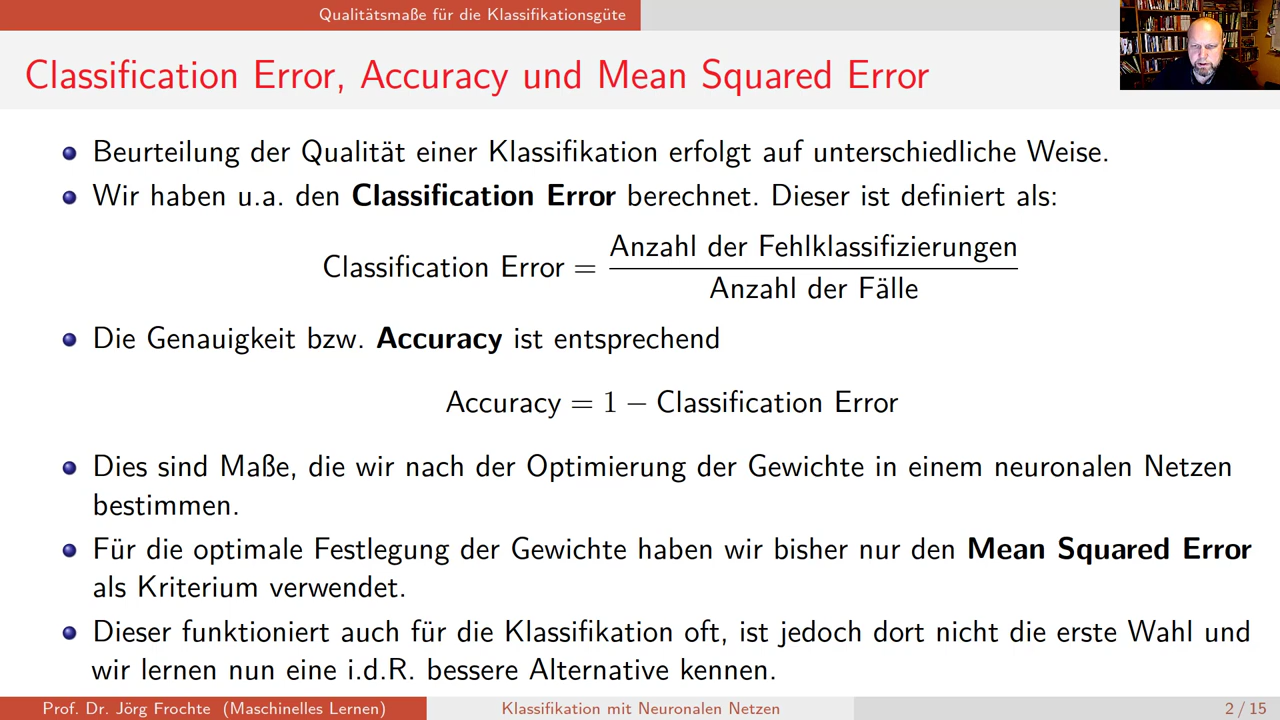 Qualitätsmaße für die Klassifikationsgüte
Classification Error, Accuracy und Mean Squared Error
Beurteilung der Qualität einer Klassifikation erfolgt auf unterschiedliche Weise.
Wir haben u.a. den Classification Error berechnet. Dieser ist definiert als:
Classification Error = Anzahl der Fehlklassifizierungen
Anzahl der Fälle
Die Genauigkeit bzw. Accuracy ist entsprechend
Accuracy = 1 − Classification Error
Dies sind Maße, die wir nach der Optimierung der Gewichte in einem neuronalen Netzen
bestimmen.
Für die optimale Festlegung der Gewichte haben wir bisher nur den Mean Squared Error
als Kriterium verwendet.
Dieser funktioniert auch für die Klassifikation oft, ist jedoch dort nicht die erste Wahl und
wir lernen nun eine i.d.R. bessere Alternative kennen.
Prof. Dr. Jörg Frochte (Maschinelles Lernen) Klassifikation mit Neuronalen Netzen 2 / 15